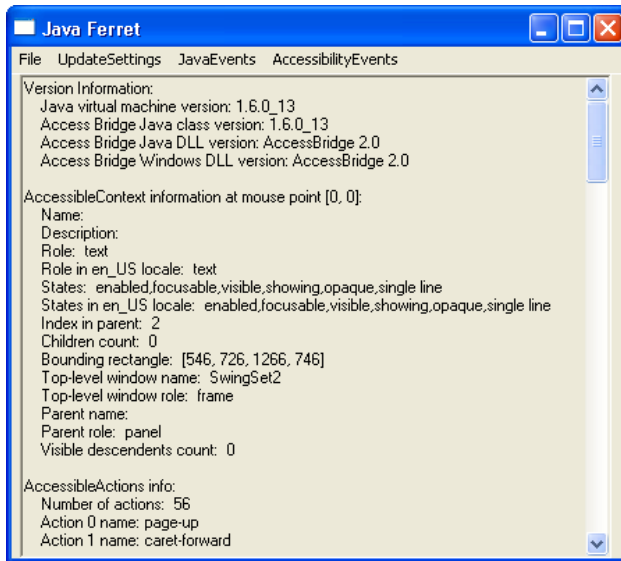 Java Ferret
File UpdateSettings JavaEvents AccessibilityEvents
Version Information:
Java virtual machine version: 1.6.0_13
Access Bridge Java class version: 1.6.0_13
Access Bridge Java DLL version: AccessBridge 2.0
Access Bridge Windows DLL version: AccessBridge 2.0
AccessibleContext information at mouse point [0, 0]:
Name:
Description:
Role: text
Role in en_US locale: text
States: enabled,focusable,visible,showing,opaque,single line
States in en_US locale: enabled,focusable,visible,showing,opaque,single line
Index in parent: 2
Children count: 0
Bounding rectangle: [546, 726, 1266, 746]
Top-level window name: SwingSet2
Top-level window role: frame
Parent name:
Parent role: panel
Visible descendents count: 0
AccessibleActions info:
Number of actions: 56
Action 0 name: page-up
Action 1 name: caret-forward